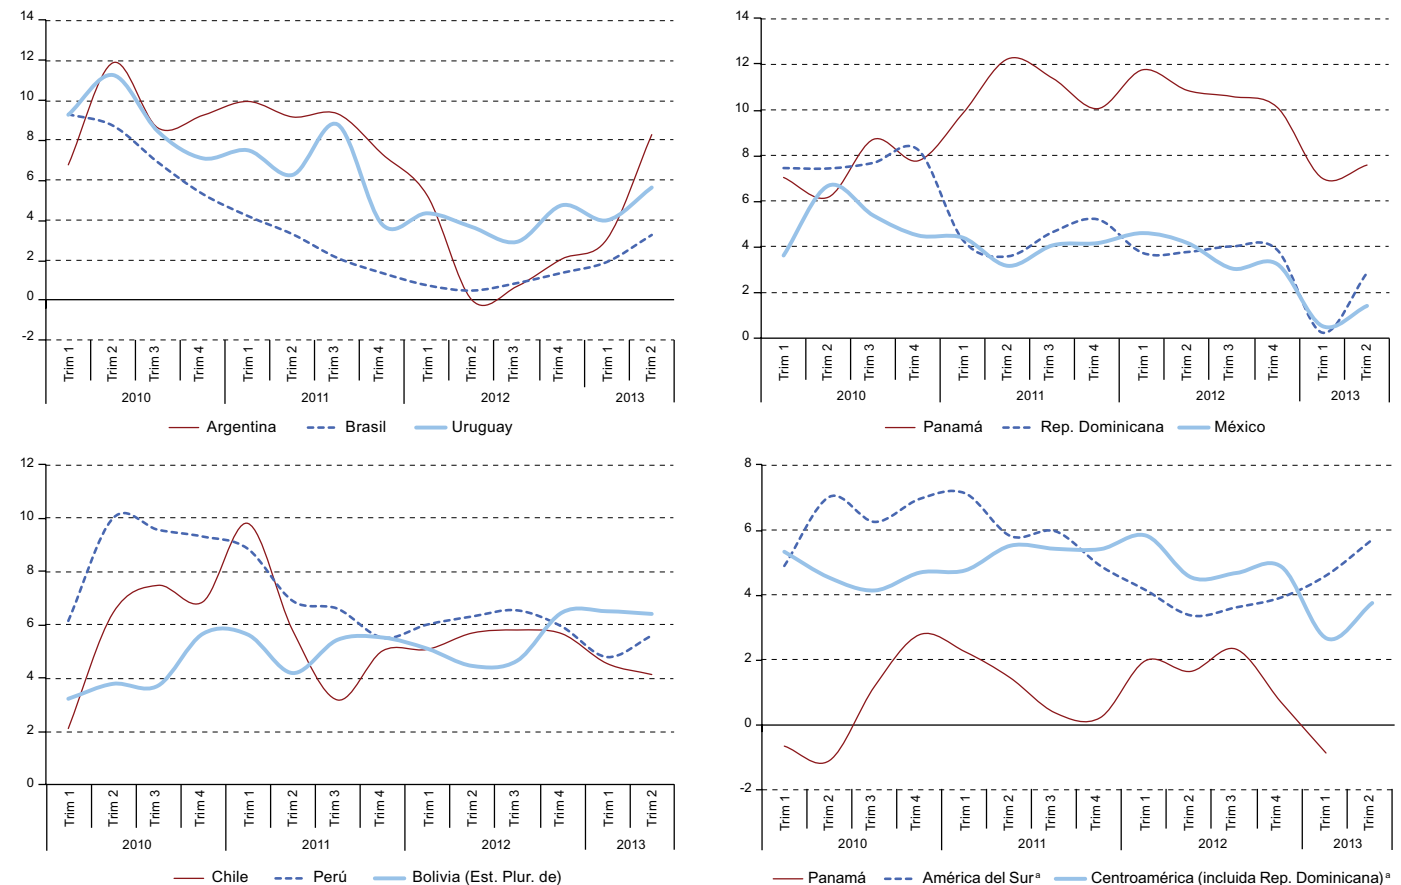 14
12
10
8
6
4
2
0
-2
Trim 1
Trim 2
Trim 3
Trim 4
Trim 1
Trim 2
Trim 3
Trim 4
Trim 1
Trim 2
Trim 3
Trim 4
Trim 1
Trim 2
2010 2011 2012 2013
Argentina Brasil Uruguay
14
12
10
8
6
4
2
0
Trim 1
Trim 2
Trim 3
Trim 4
Trim 1
Trim 2
Trim 3
Trim 4
Trim 1
Trim 2
Trim 3
Trim 4
Trim 1
Trim 2
2010 2011 2012 2013
Panamá Rep. Dominicana México
12
10
8
6
4
2
0
Trim 1
Trim 2
Trim 3
Trim 4
Trim 1
Trim 2
Trim 3
Trim 4
Trim 1
Trim 2
Trim 3
Trim 4
Trim 1
Trim 2
2010 2011 2012 2013
Chile Perú Bolivia (Est. Plur. de)
8
6
4
2
0
-2
Trim 1
Trim 2
Trim 3
Trim 4
Trim 1
Trim 2
Trim 3
Trim 4
Trim 1
Trim 2
Trim 3
Trim 4
Trim 1
Trim 2
2010 2011 2012 2013
Panamá América del Sur ª Centroamérica (incluida Rep. Dominicana) ª